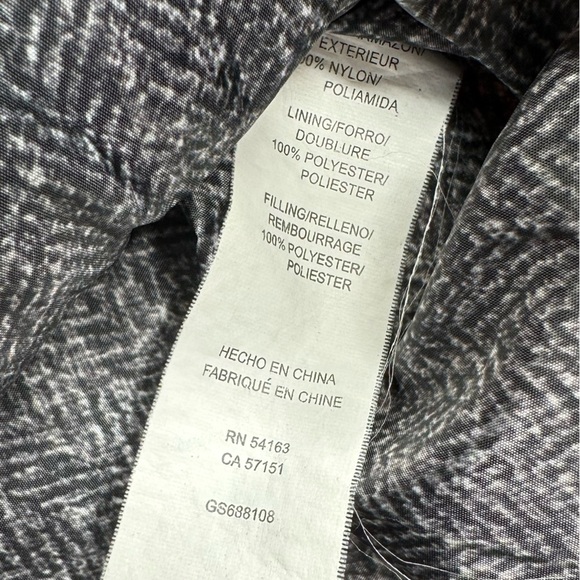 EXTERIEUR
00% NYLON/
POLIAMIDA
LINING/FORRO/
DOUBLURE
100% POLYESTER/
POLIESTER
FILLING/RELLENO/
REMBOURRAGE
100% POLYESTER/
POLIESTER
HECHO EN CHINA
FABRIQUÉ EN CHINE
RN 54163
CA 57151
GS688108